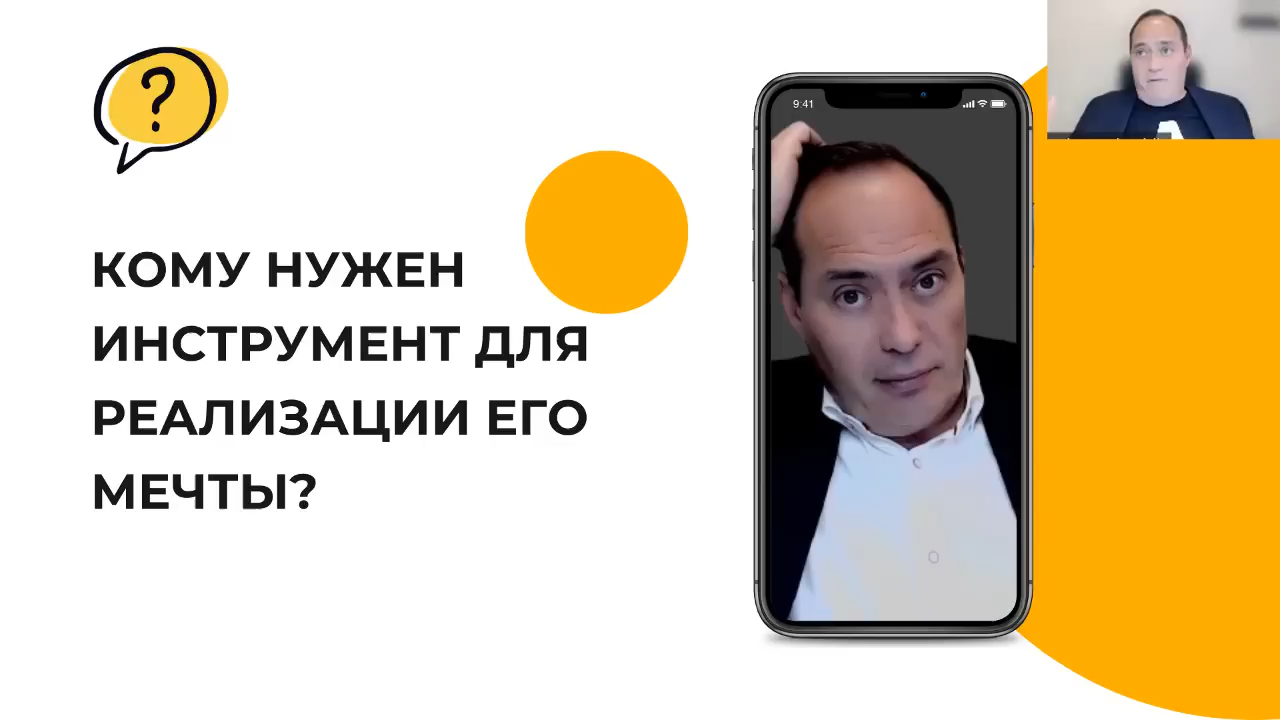 ?
9:41
КОМУ НУЖЕН
ИНСТРУМЕНТ ДЛЯ
РЕАЛИЗАЦИИ ЕГО
МЕЧТЫ?